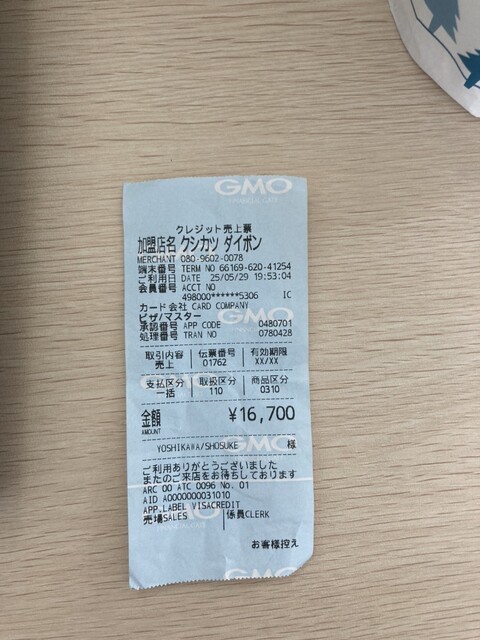 GMO
クレジット売上票
加盟店名 クシカツ ダイボン
MERCHANT 080-9602-0078
端末番号 TERM NO 66169-620-41254
ご利用日 DATE 25/05/29 19:53:04
会員番号 ACCT NO
498000******5306 IC
カード会社 CARD COMPANY
ビザ/マスター
承認番号 APP CODE 0480701
処理番号 TRAN NO 0780428
取引内容 伝票番号 有効期限
売上 01762 XX/XX
支払区分 取扱区分 商品区分
一括 110 0310
金額 ¥16,700
AMOUNT
YOSHIKAWA/SHOSUKE 様
ご利用ありがとうございました
またのご来店をお待ちしております
ARC 00 ATC 0096 No. 01
AID A0000000031010
APP.LABEL VISACREDIT
売場SALES 係員CLERK
お客様控え
GMO